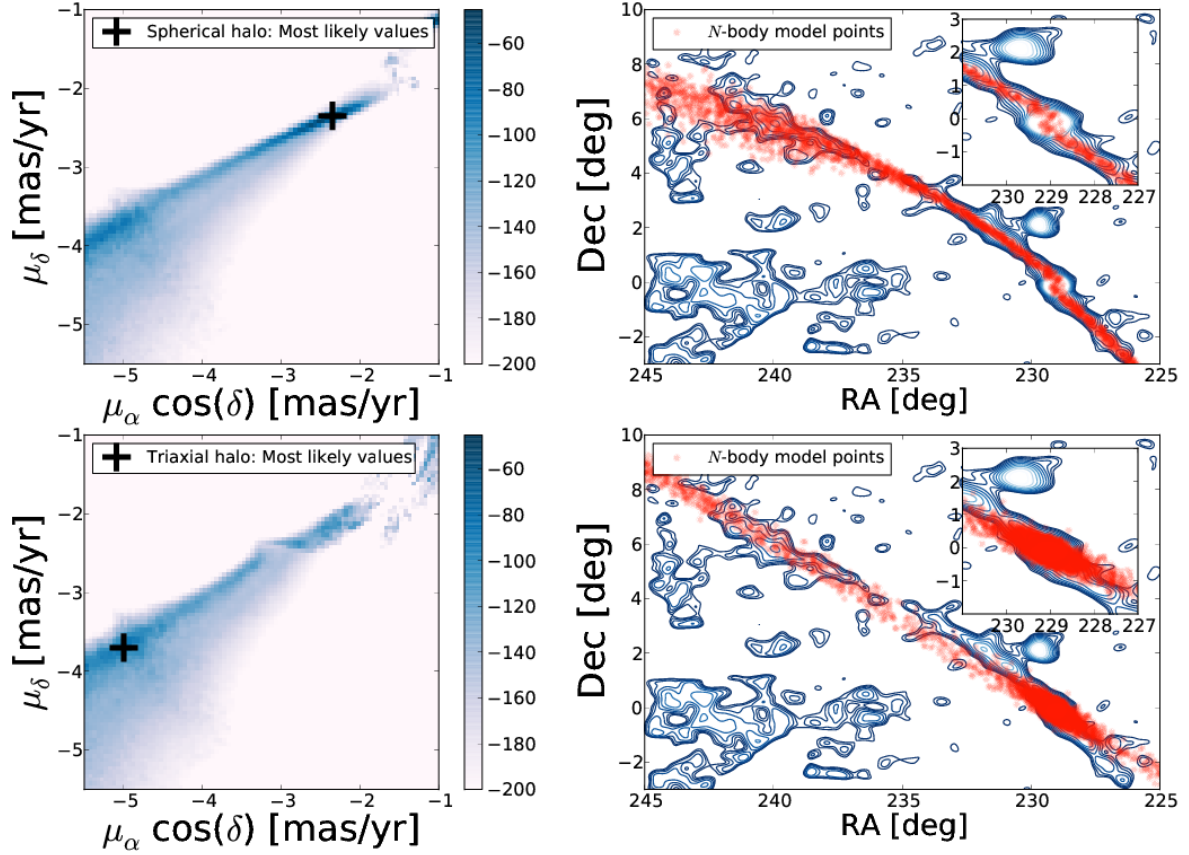 Spherical halo: Most likely values
−1
−2
−3
−4
−5
μδ [mas/yr]
−5 −4 −3 −2 −1
μα cos(δ) [mas/yr]
−60
−80
−100
−120
−140
−160
−180
−200
N-body model points
10
8
6
4
2
0
−2
Dec [deg]
245 240 235 230 225
RA [deg]
3
2
1
0
−1
230 229 228 227
Triaxial halo: Most likely values
−1
−2
−3
−4
−5
μδ [mas/yr]
−5 −4 −3 −2 −1
μα cos(δ) [mas/yr]
−60
−80
−100
−120
−140
−160
−180
−200
N-body model points
10
8
6
4
2
0
−2
Dec [deg]
245 240 235 230 225
RA [deg]
3
2
1
0
−1
230 229 228 227